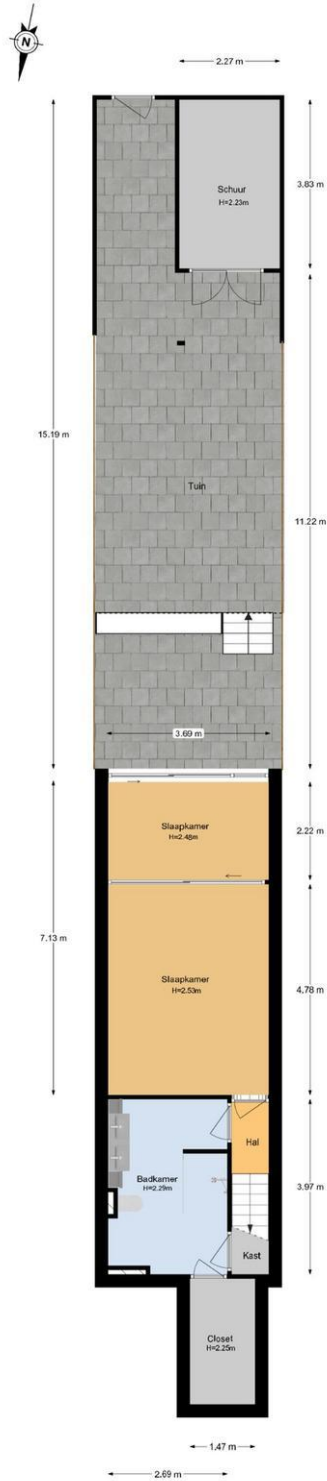 N
2.27 m
Schuur
H=2.23m
3.83 m
15.19 m
Tuin
11.22 m
3.69 m
Slaapkamer
H=2.48m
2.22 m
7.13 m
Slaapkamer
H=2.53m
4.78 m
Hal
Badkamer
H=2.29m
3.97 m
Kast
Closet
H=2.25m
1.47 m
2.69 m